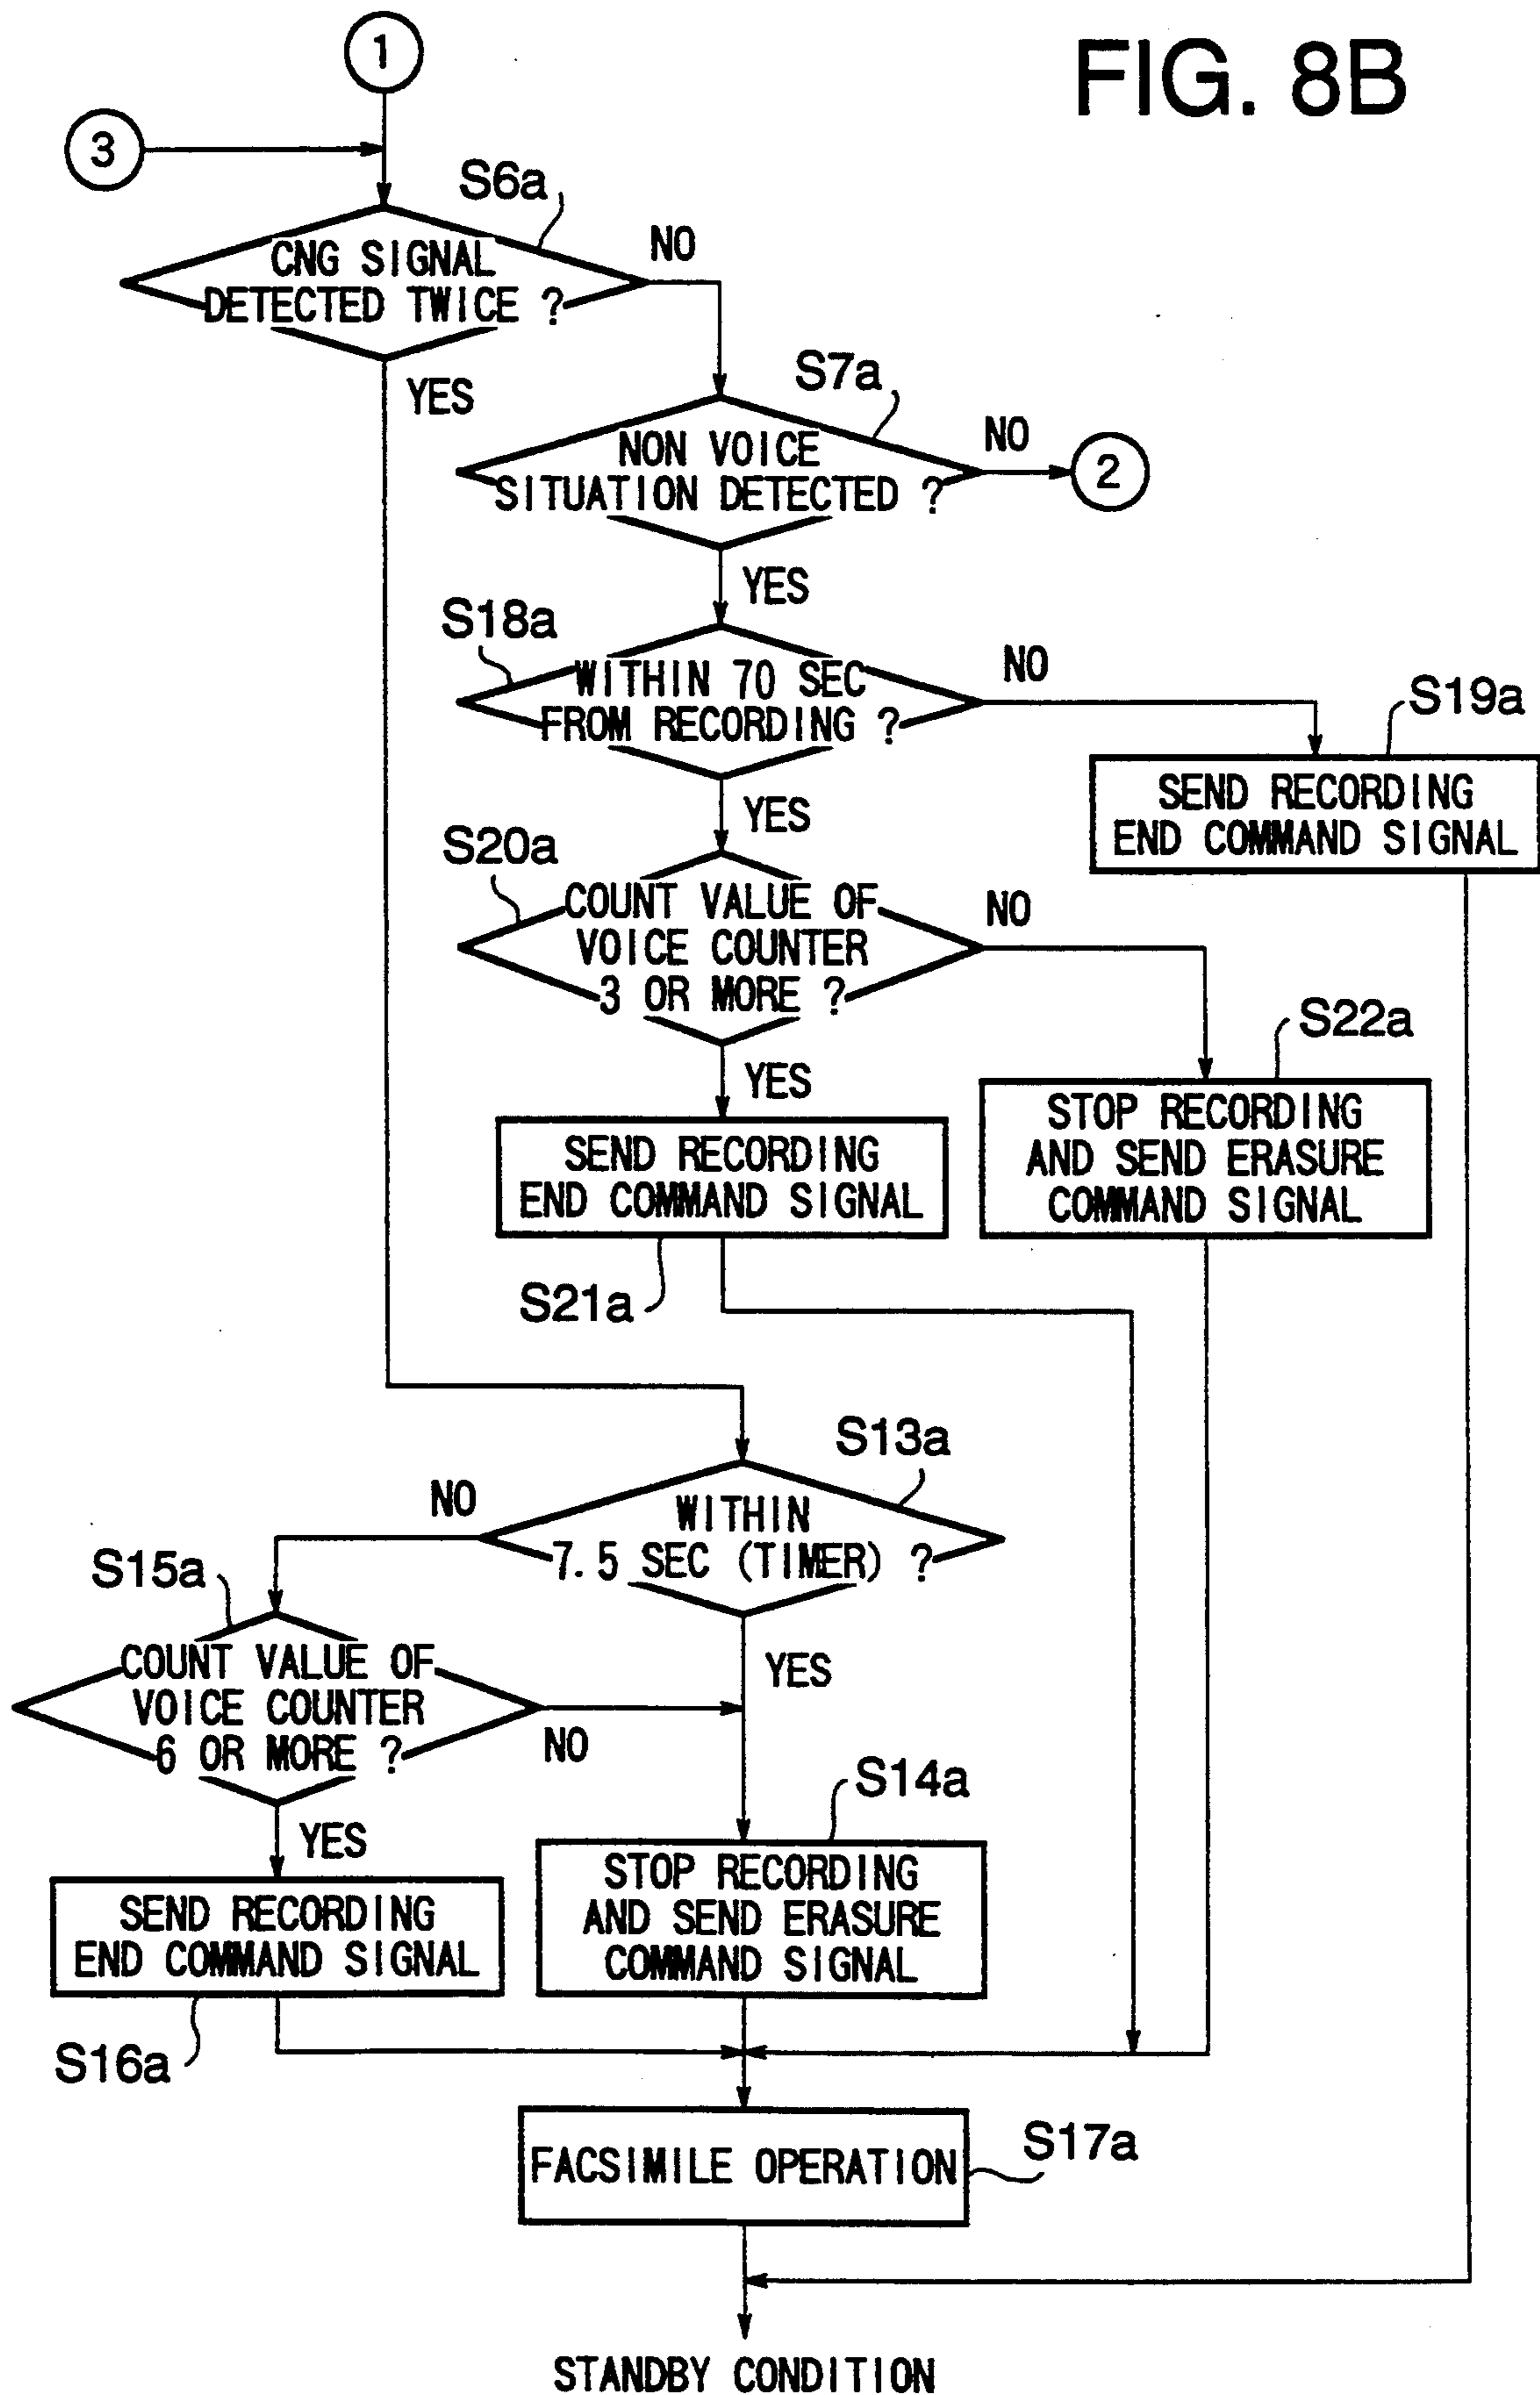 FIG. 8B
1
3
S6a
CNG SIGNAL
DETECTED TWICE ?
NO
YES
S7a
NON VOICE
SITUATION DETECTED ?
NO
2
YES
S18a
WITHIN 70 SEC
FROM RECORDING ?
NO
S19a
SEND RECORDING
END COMMAND SIGNAL
YES
S20a
COUNT VALUE OF
VOICE COUNTER
3 OR MORE ?
NO
S22a
STOP RECORDING
AND SEND ERASURE
COMMAND SIGNAL
YES
SEND RECORDING
END COMMAND SIGNAL
S21a
S13a
WITHIN
7.5 SEC (TIMER) ?
NO
YES
S15a
COUNT VALUE OF
VOICE COUNTER
6 OR MORE ?
NO
YES
S14a
STOP RECORDING
AND SEND ERASURE
COMMAND SIGNAL
SEND RECORDING
END COMMAND SIGNAL
S16a
FACSIMILE OPERATION
S17a
STANDBY CONDITION